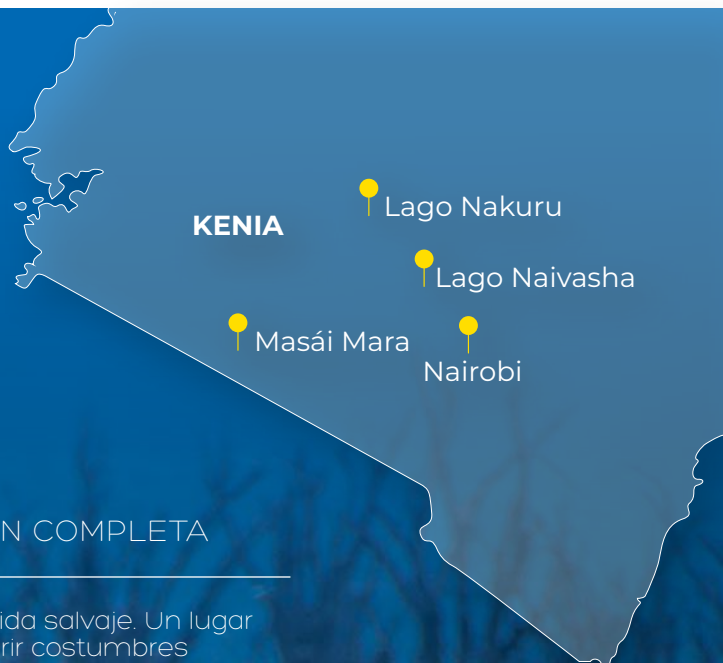 Lago Nakuru
KENIA
Lago Naivasha
Masái Mara
Nairobi
N COMPLETA
ida salvaje. Un lugar
rir costumbres